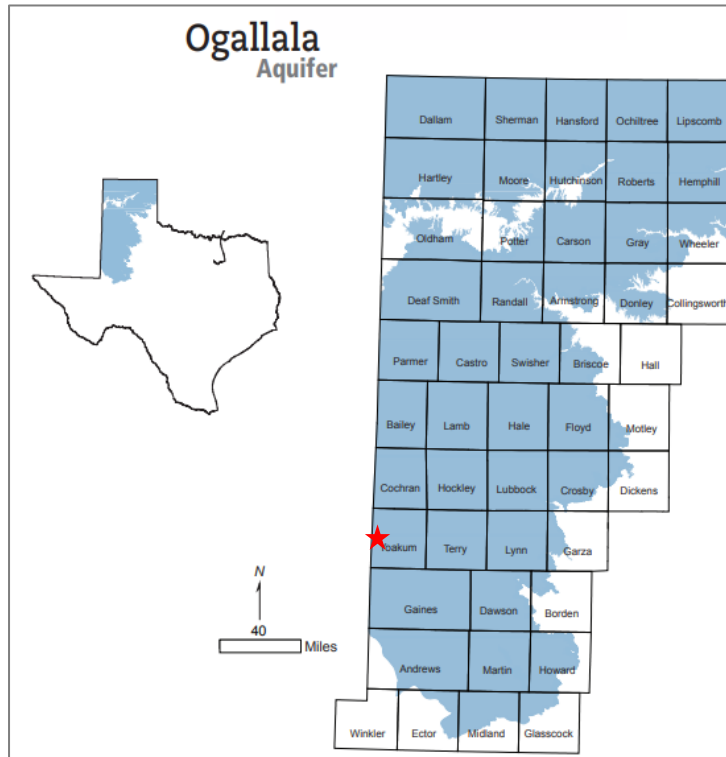 Ogallala
Aquifer
Dallam Sherman Hansford Ochiltree Lipscomb
Hartley Moore Hutchinson Roberts Hemphill
Oldham Potter Carson Gray Wheeler
Deaf Smith Randall Armstrong Donley Collingsworth
Parmer Castro Swisher Briscoe Hall
Bailey Lamb Hale Floyd Motley
Cochran Hockley Lubbock Crosby Dickens
Yoakum Terry Lynn Garza
N
Gaines Dawson Borden
40
Miles
Andrews Martin Howard
Winkler Ector Midland Glasscock